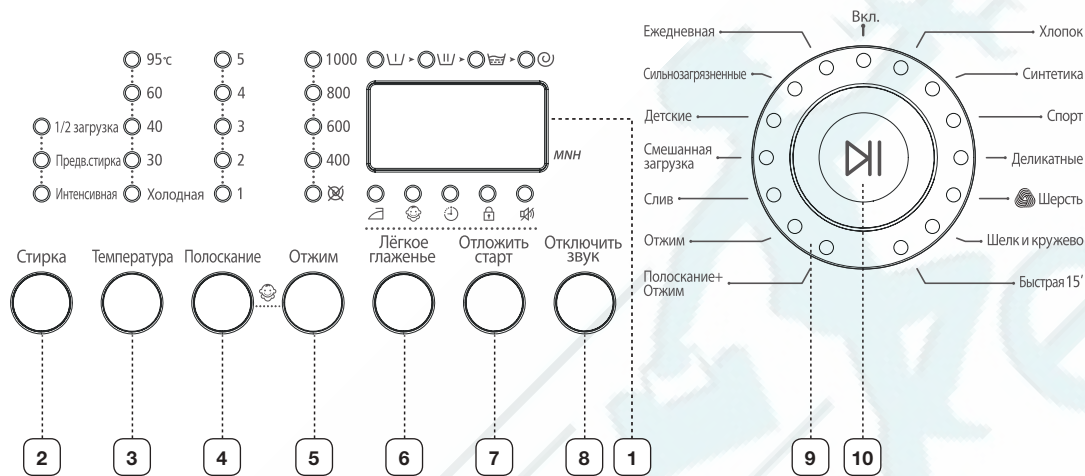 95°c
60
40
30
Холодная
1/2 загрузка
Предв.стирка
Интенсивная
5
4
3
2
1
1000
800
600
400
MNH
Стирка
Температура
Полоскание
Отжим
Лёгкое
глаженье
Отложить
старт
Отключить
звук
Вкл.
Ежедневная
Сильнозагрязненные
Детские
Смешанная
загрузка
Слив
Отжим
Полоскание+
Отжим
Хлопок
Синтетика
Спорт
Деликатные
Шерсть
Шелк и кружево
Быстрая 15’
2
3
4
5
6
7
8
1
9
10